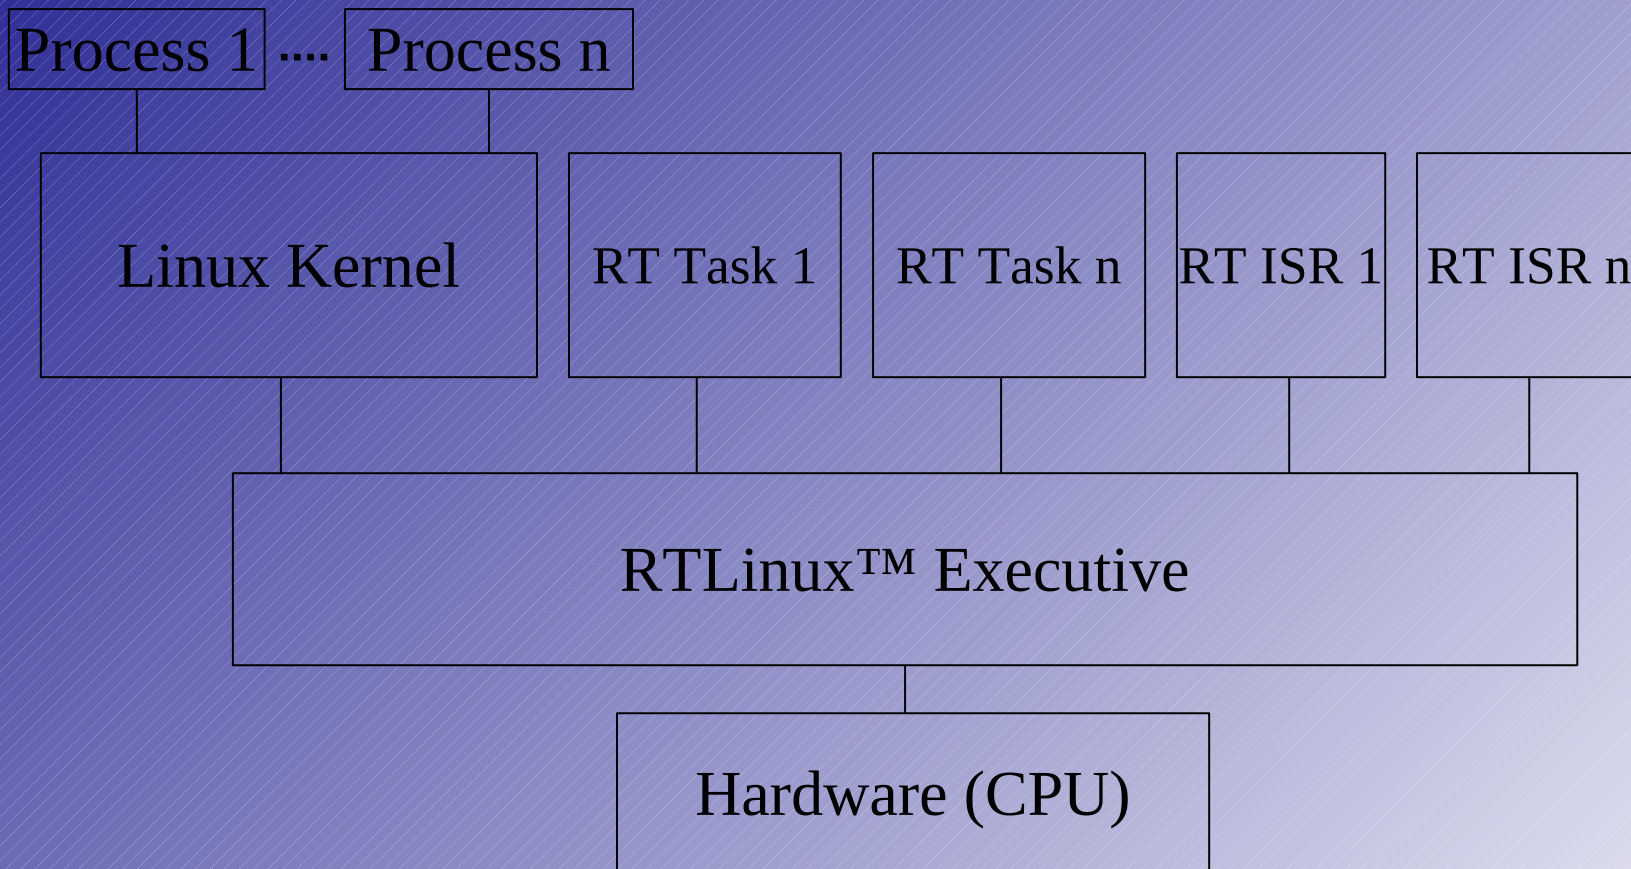 Process 1 .... Process n
Linux Kernel RT Task 1 RT Task n RT ISR 1 RT ISR n
RTLinux™ Executive
Hardware (CPU)